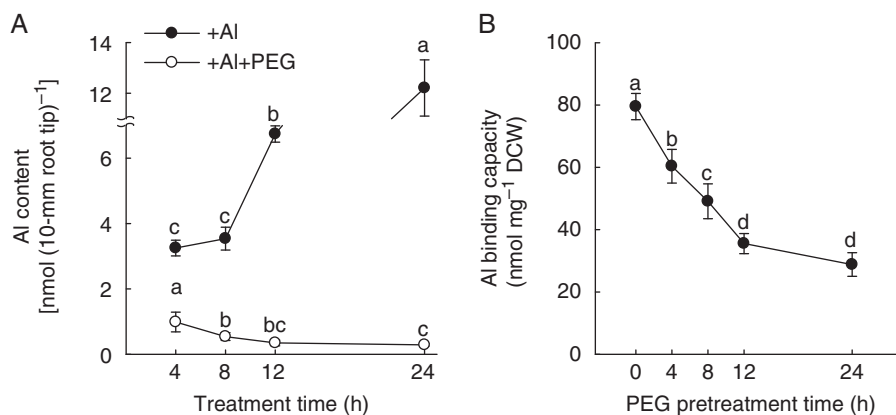 A
+Al
+Al+PEG
Al content
[nmol (10-mm root tip)−1]
14
12
6
4
2
0
c
c
b
a
a
b
bc
c
4
8
12
24
Treatment time (h)
B
Al binding capacity
(nmol mg−1 DCW)
100
80
60
40
20
0
a
b
c
d
d
0
4
8
12
24
PEG pretreatment time (h)